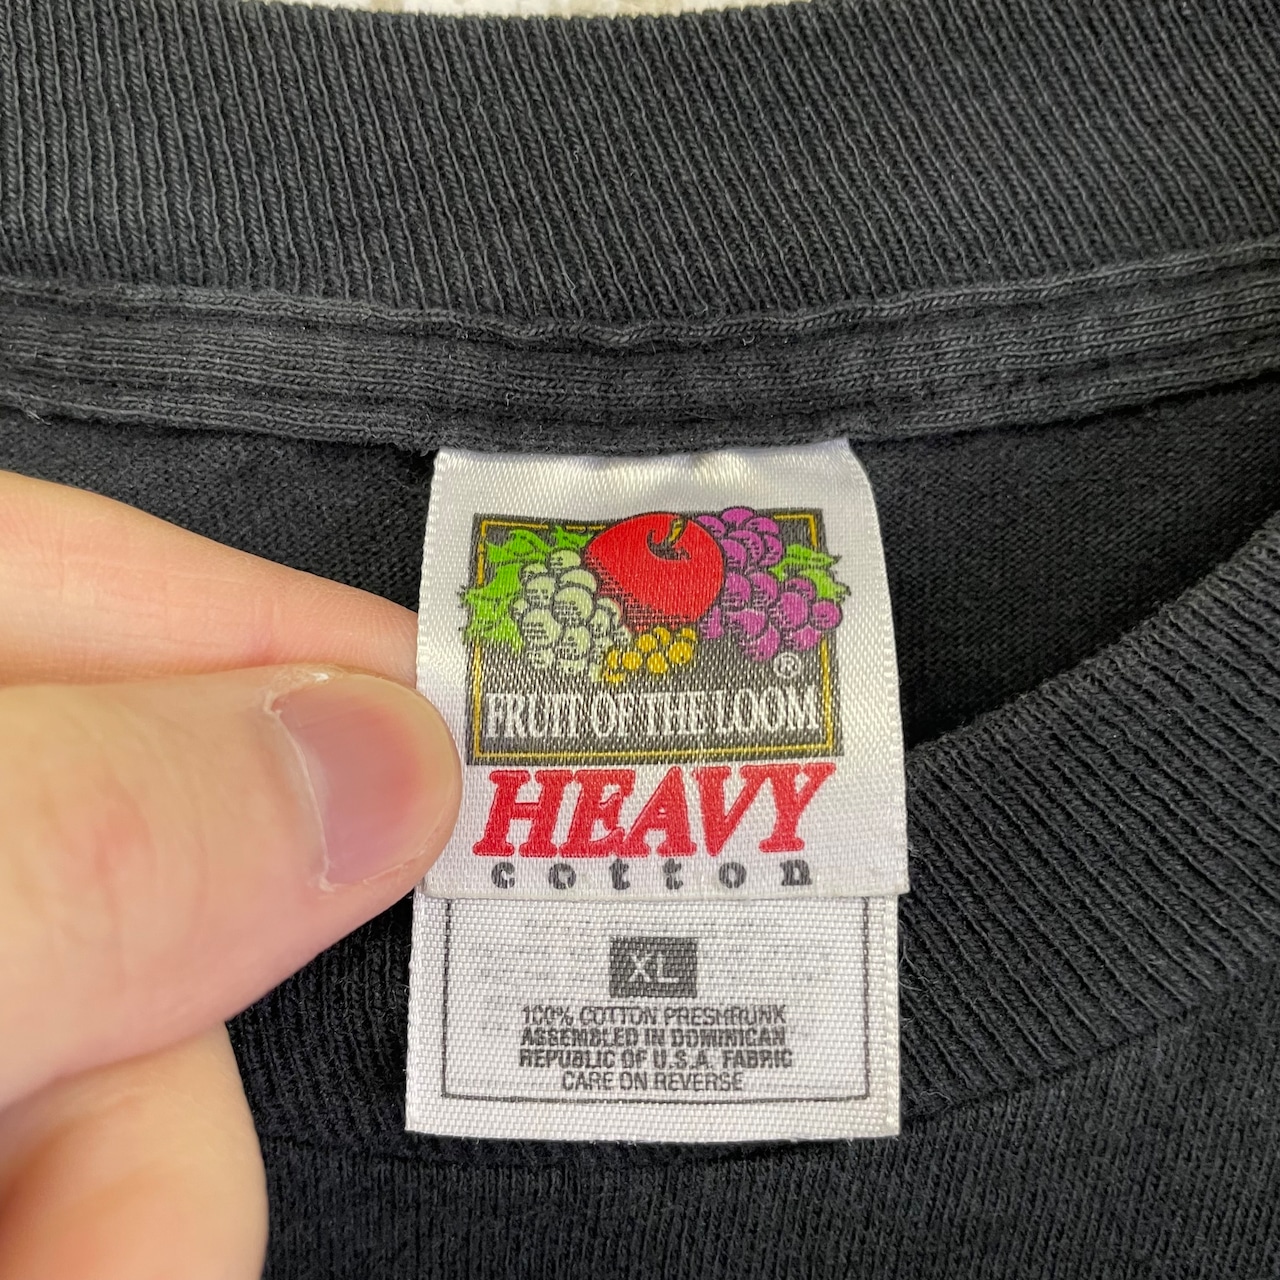 ®
FRUIT OF THE LOOM
HEAVY
cotton
XL
100% COTTON PRESHRUNK
ASSEMBLED IN DOMINICAN
REPUBLIC OF U.S.A. FABRIC
CARE ON REVERSE